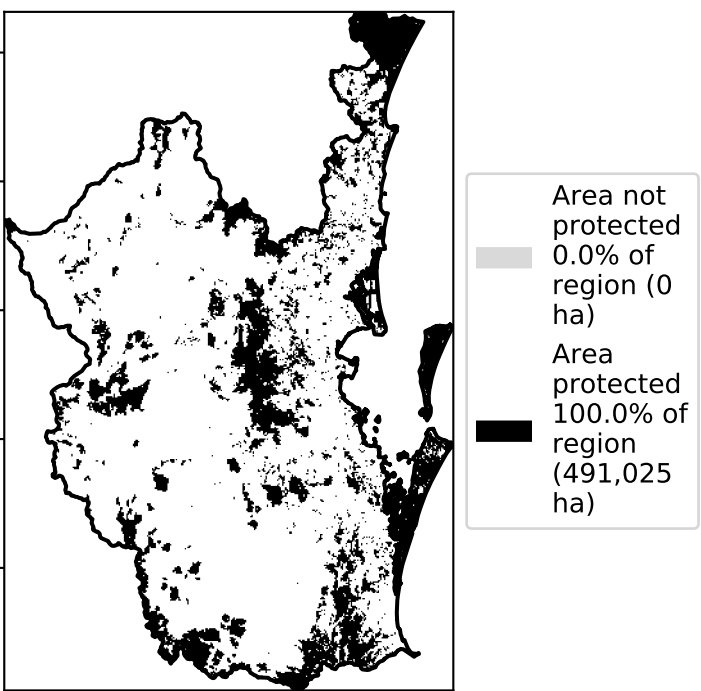 Area not
protected
0.0% of
region (0
ha)
Area
protected
100.0% of
region
(491,025
ha)